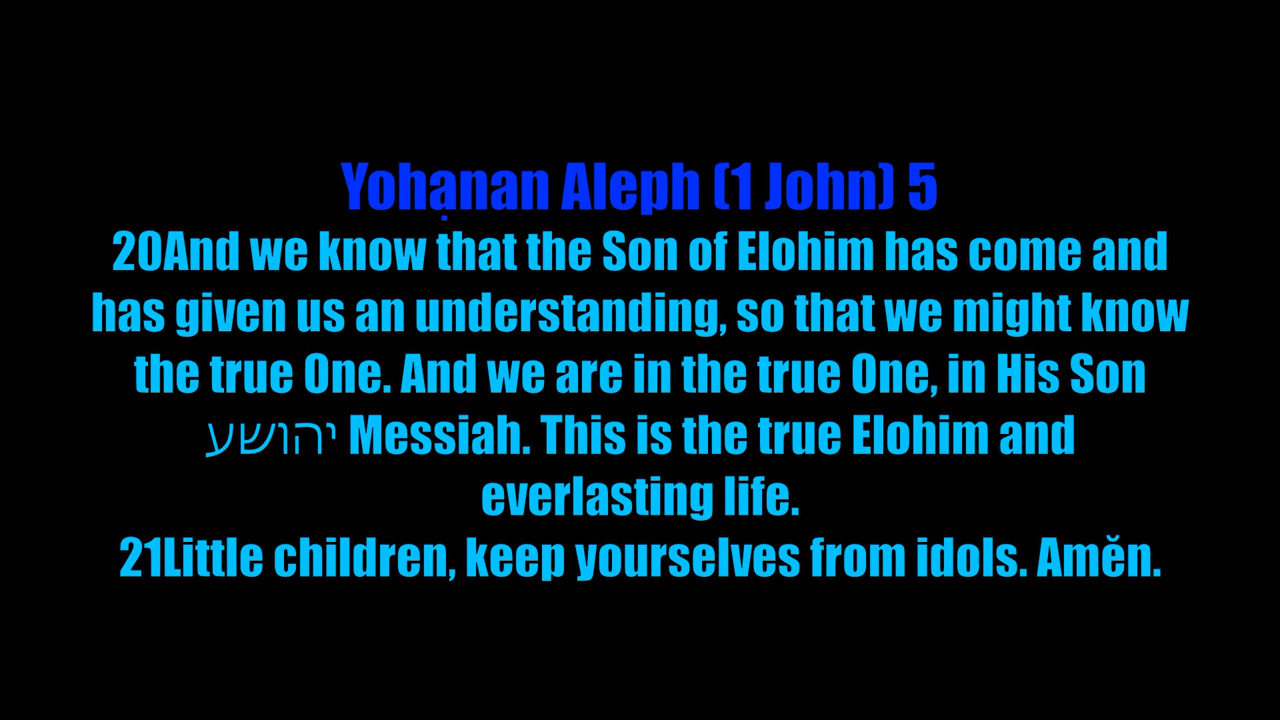 Yohạnan Aleph (1 John) 5
20And we know that the Son of Elohim has come and
has given us an understanding, so that we might know
the true One. And we are in the true One, in His Son
יהושע Messiah. This is the true Elohim and
everlasting life.
21Little children, keep yourselves from idols. Amĕn.